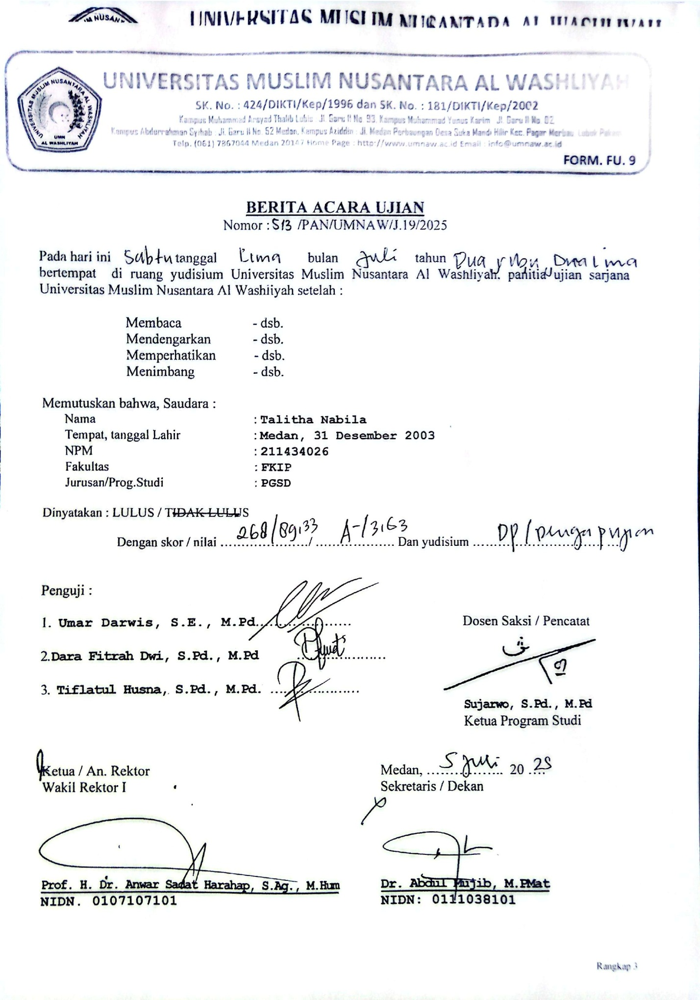 UNIVERSITAS MUSLIM NUSANTARA AL WASHLIYAH
UNIVERSITAS MUSLIM NUSANTARA AL WASHLIYAH
UMN
AL WASHLIYAH
UNIVERSITAS MUSLIM NUSANTARA AL WASHLIYAH
SK. No. : 424/DIKTI/Kep/1996 dan SK. No. : 181/DIKTI/Kep/2002
Kampus Muhammad Arsyad Thalib Lubis : Jl. Garu II No. 93, Kampus Muhammad Yunus Karim : Jl. Garu II No. 02
Kampus Abdurrahman Syihab : Jl. Garu II No. 52 Medan, Kampus Aziddin : Jl. Medan Perbaungan Desa Suka Mandi Hilir Kec. Pagar Merbau Lubuk Pakam
Telp. (061) 7867044 Medan 20147 Home Page : http://www.umnaw.ac.id Email : info@umnaw.ac.id
FORM. FU. 9
BERITA ACARA UJIAN
Nomor : 513 /PAN/UMNAW/J.19/2025
Pada hari ini Sabtu tanggal Lima bulan Juli tahun Dua ribu Dua Lima
bertempat di ruang yudisium Universitas Muslim Nusantara Al Washliyah. panitia ujian sarjana
Universitas Muslim Nusantara Al Washliyah setelah :
Membaca - dsb.
Mendengarkan - dsb.
Memperhatikan - dsb.
Menimbang - dsb.
Memutuskan bahwa, Saudara :
Nama : Talitha Nabila
Tempat, tanggal Lahir : Medan, 31 Desember 2003
NPM : 211434026
Fakultas : FKIP
Jurusan/Prog.Studi : PGSD
Dinyatakan : LULUS / TIDAK LULUS
Dengan skor / nilai 268/89,33 / A-/3,63 Dan yudisium DP/Dengan pujian
Penguji :
1. Umar Darwis, S.E., M.Pd
Dosen Saksi / Pencatat
2.Dara Fitrah Dwi, S.Pd., M.Pd
3. Tiflatul Husna, S.Pd., M.Pd.
Sujarwo, S.Pd., M.Pd
Ketua Program Studi
Ketua / An. Rektor
Wakil Rektor I
Medan, 5 Juli 20 25
Sekretaris / Dekan
Prof. H. Dr. Anwar Sadat Harahap, S.Ag., M.Hum
NIDN. 0107107101
Dr. Abdul Mujib, M.PMat
NIDN: 0111038101
Rangkap 3